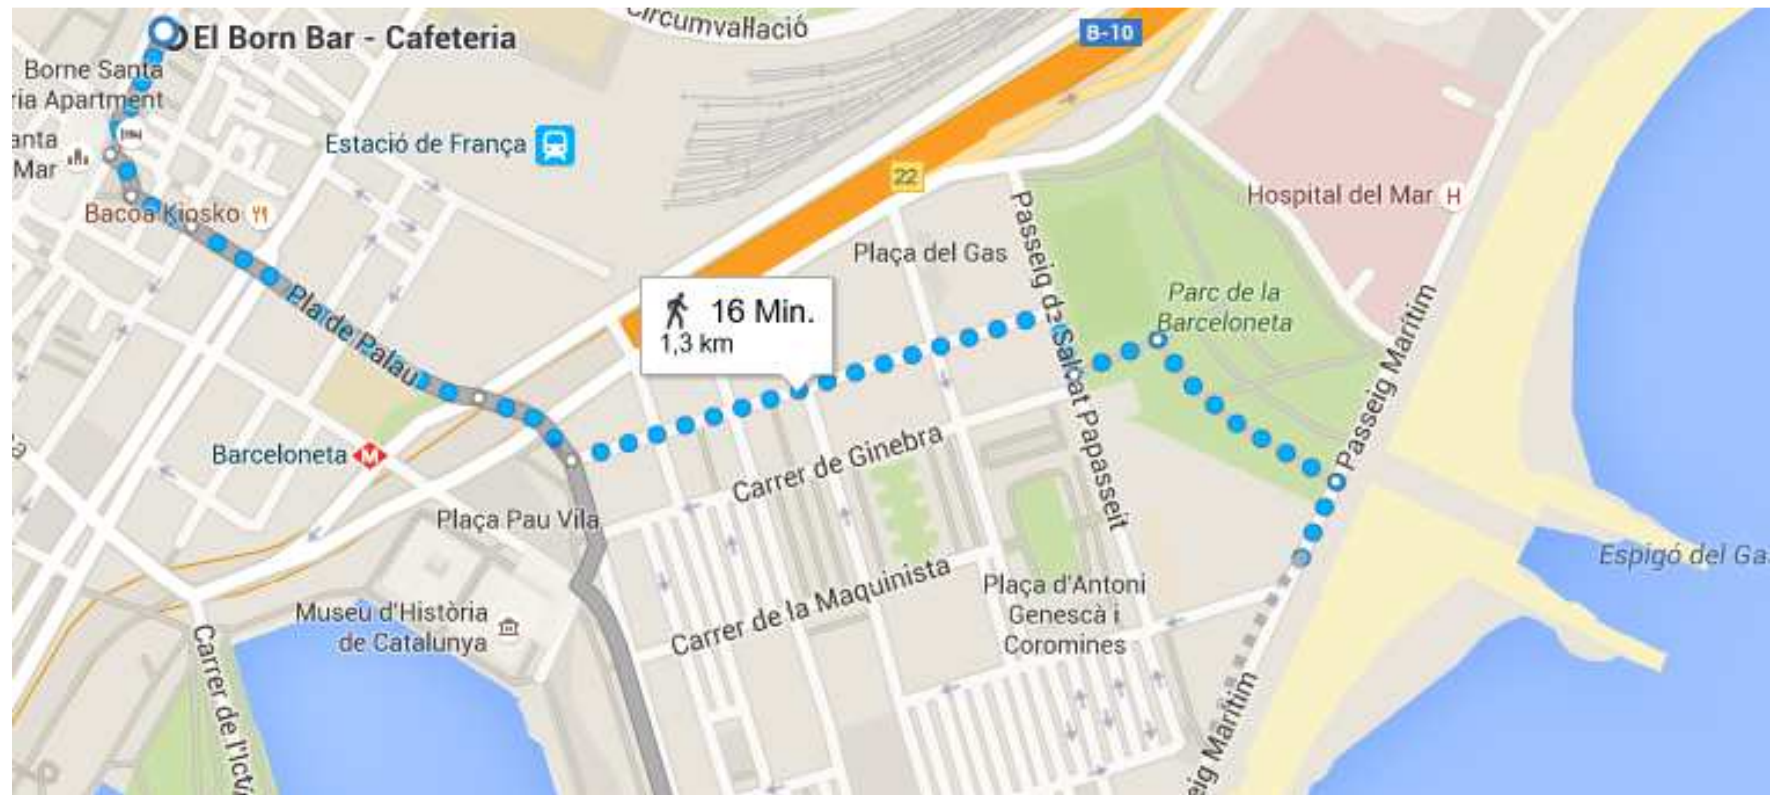 Circumval·lació
B-10
El Born Bar - Cafeteria
Borne Santa
ria Apartment
anta
Mar
Estació de França
22
Hospital del Mar H
Bacoa Kiosko
Passeig de Salvat Papasseit
Plaça del Gas
Parc de la
Barceloneta
16 Min.
1,3 km
Pla de Palau
Passeig Marítim
Barceloneta M
Carrer de Ginebra
Plaça Pau Vila
Espigó del Ga
Carrer de la Maquinista
Plaça d'Antoni
Genescà i
Coromines
Museu d'Història
de Catalunya
Carrer de l'Icti
eig Marítim